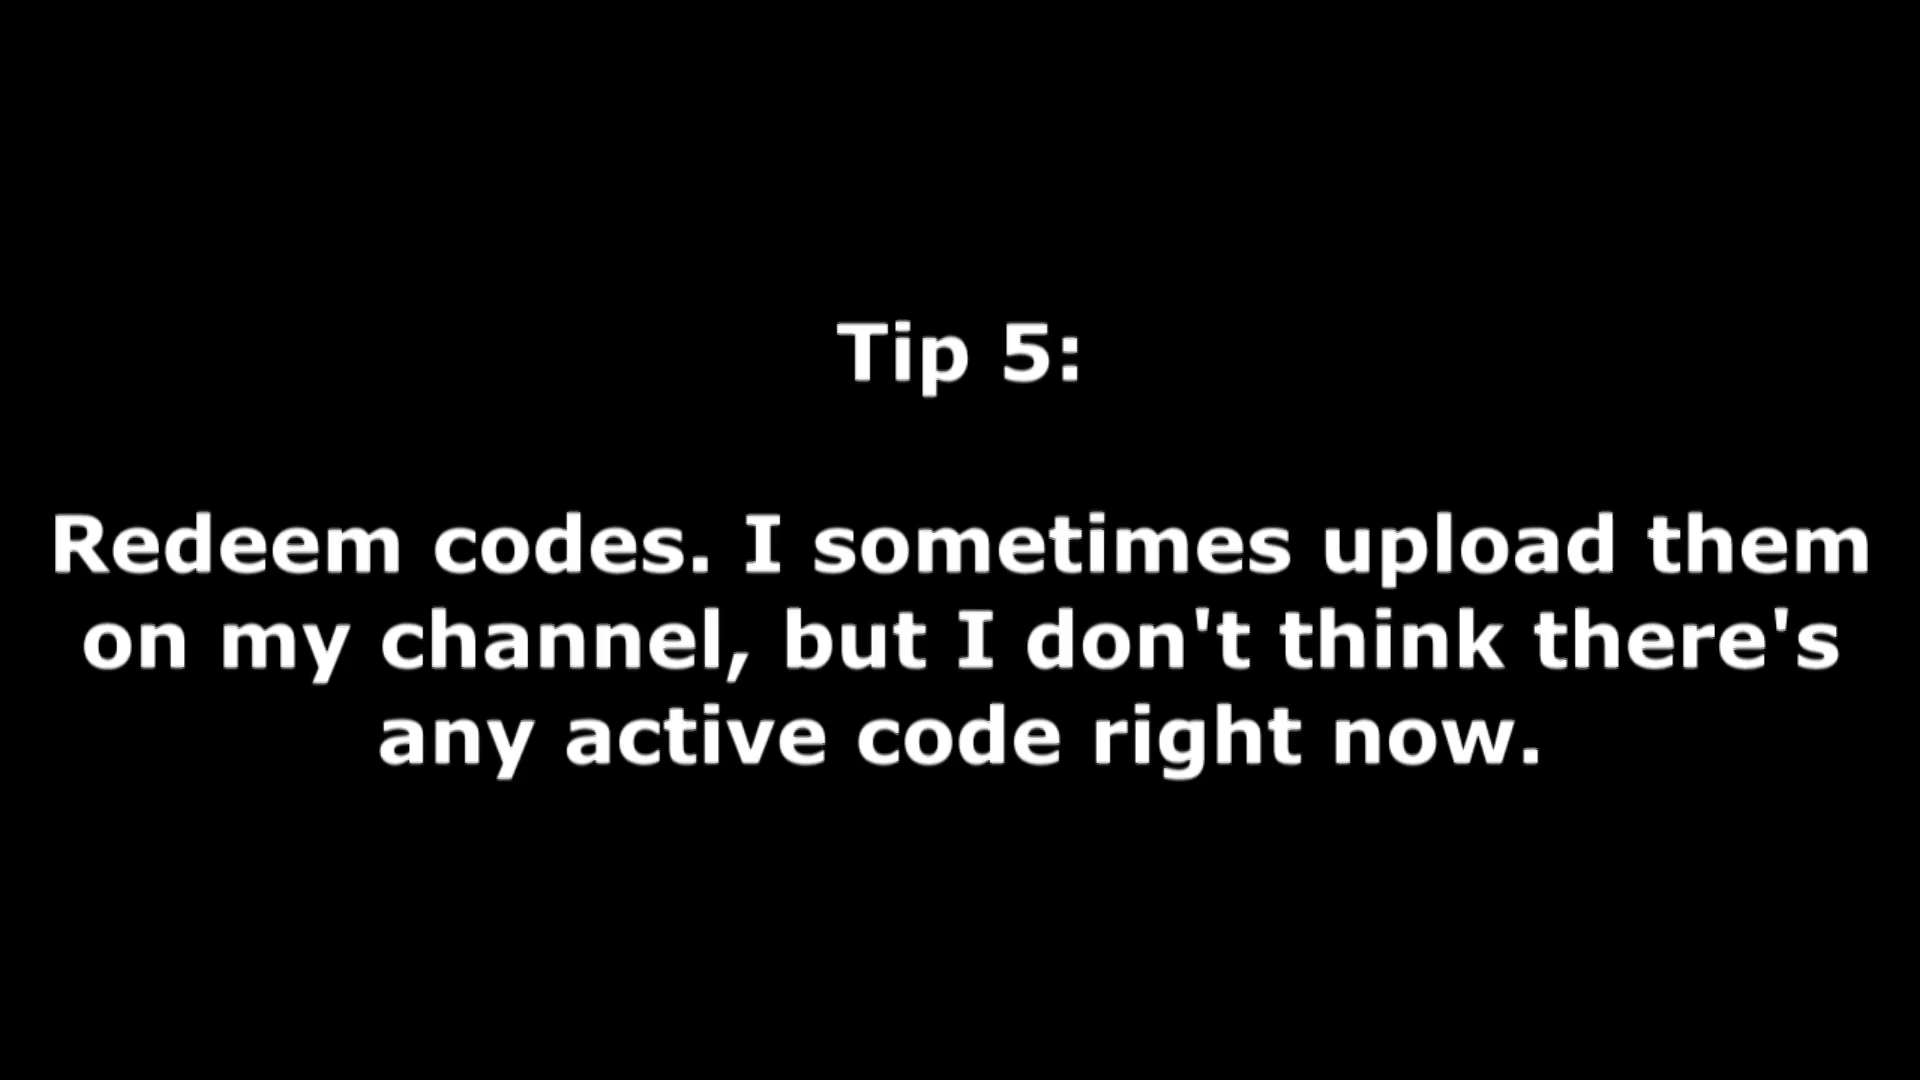 Tip 5:
Redeem codes. I sometimes upload them
on my channel, but I don't think there's
any active code right now.